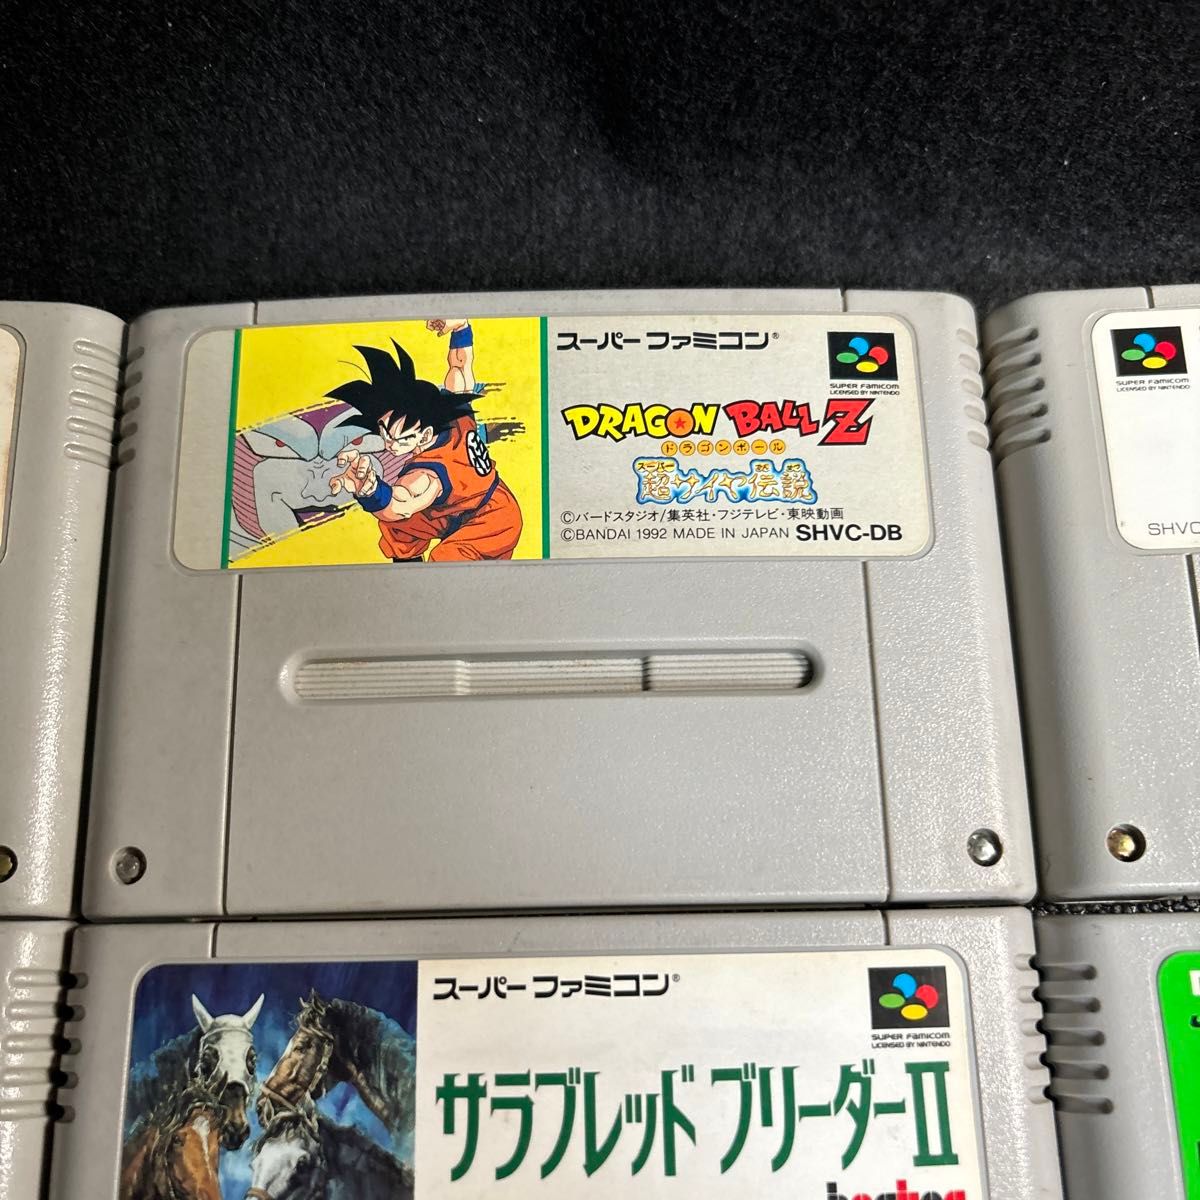 スーパーファミコン®
SUPER FAMICOM
LICENSED BY NINTENDO
DRAGON BALL Z
ドラゴンボール
スーパー
超サイヤ伝説
©バードスタジオ/集英社・フジテレビ・東映動画
©BANDAI 1992 MADE IN JAPAN SHVC-DB
SUPER FAMICOM
LICENSED BY NINTENDO
SHVC
スーパーファミコン®
SUPER FAMICOM
LICENSED BY NINTENDO
サラブレッドブリーダーII